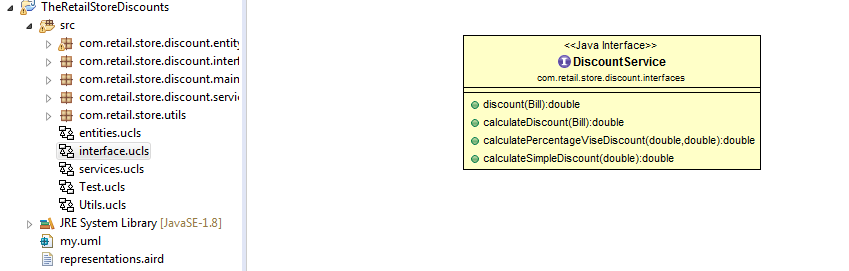 TheRetailStoreDiscounts
src
com.retail.store.discount.entity
com.retail.store.discount.interf
com.retail.store.discount.main
com.retail.store.discount.servic
com.retail.store.utils
entities.ucls
interface.ucls
services.ucls
Test.ucls
Utils.ucls
JRE System Library [JavaSE-1.8]
my.uml
representations.aird
<<Java Interface>>
I DiscountService
com.retail.store.discount.interfaces
discount(Bill):double
calculateDiscount(Bill):double
calculatePercentageViseDiscount(double,double):double
calculateSimpleDiscount(double):double